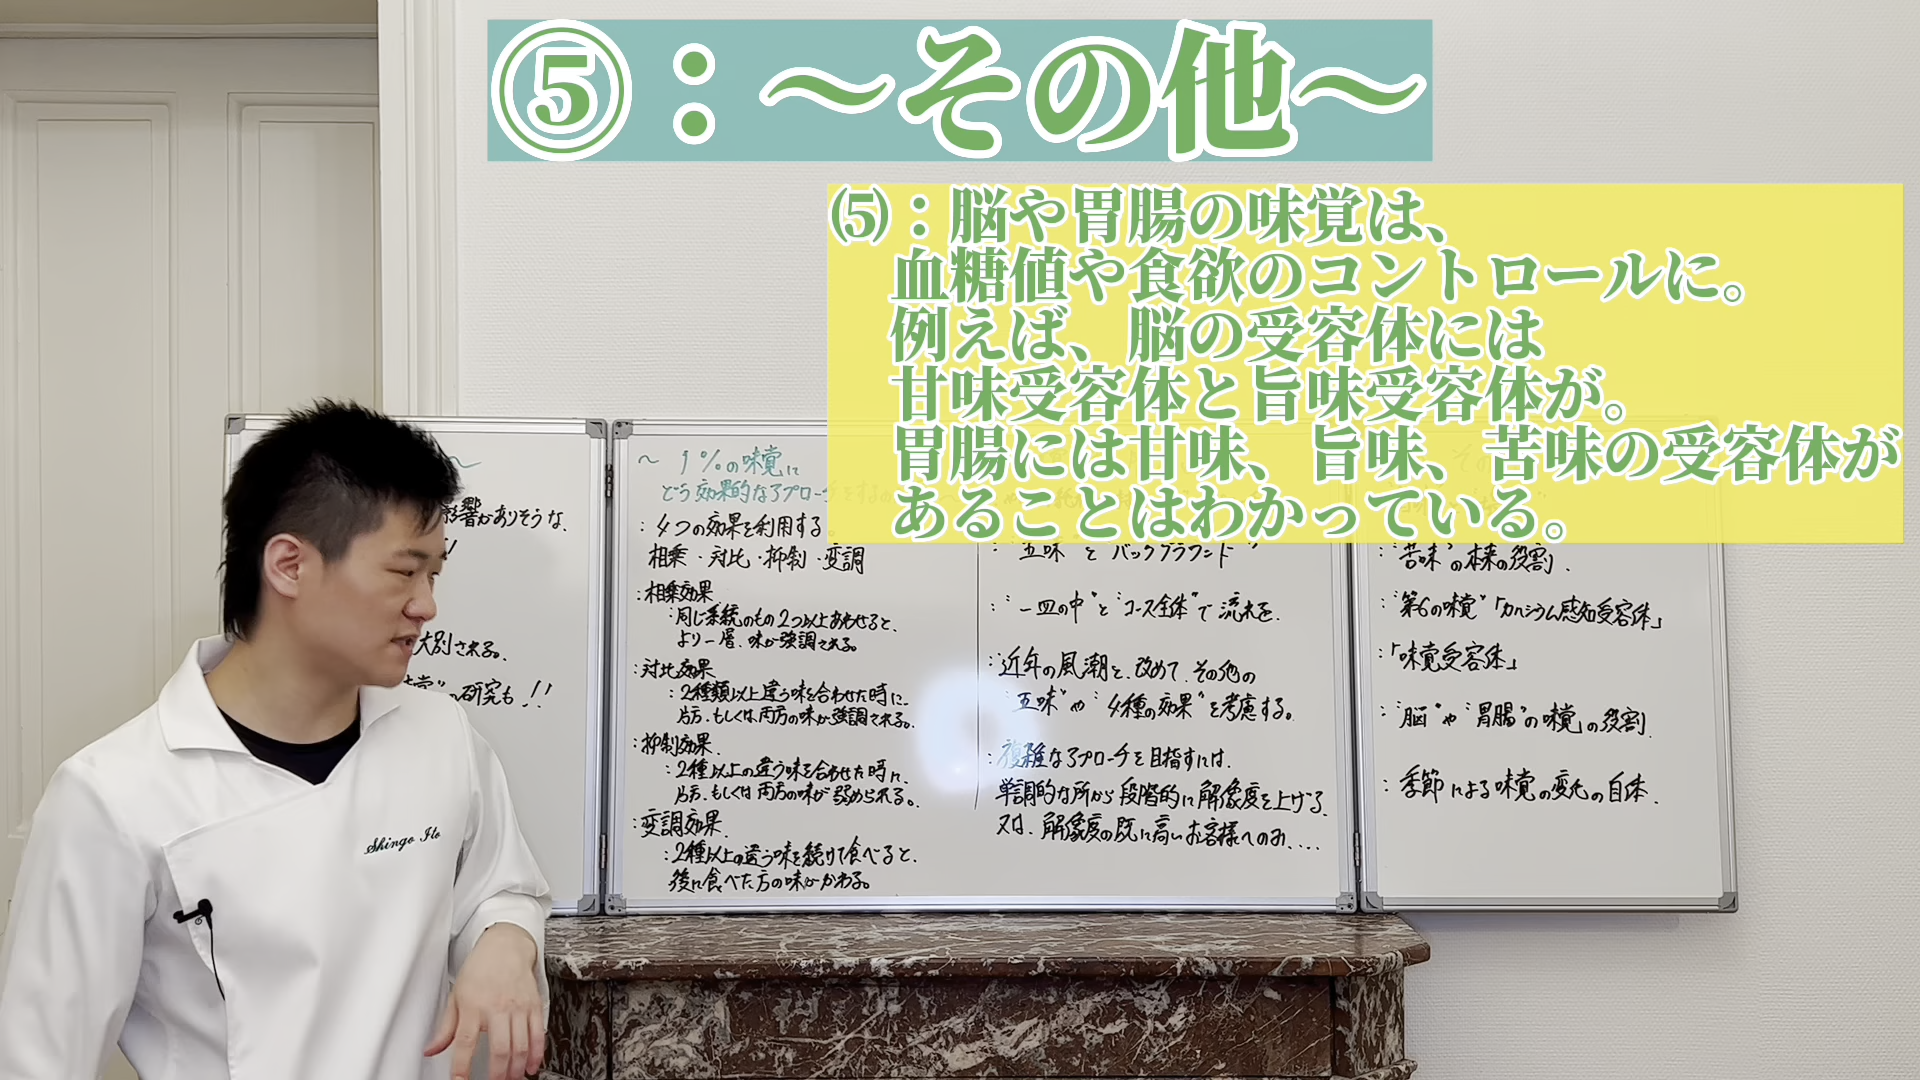 ⑤：～その他～
⑸：脳や胃腸の味覚は、
血糖値や食欲のコントロールに。
例えば、脳の受容体には
甘味受容体と旨味受容体が。
胃腸には甘味、旨味、苦味の受容体が
あることはわかっている。
影響がありそうな、
大別される。
の研究も!!
～1%の味覚に
どう効果的なアプローチをするの
：4つの効果を利用する。
相乗・対比・抑制・変調
：相乗効果
：同じ系統のもの2つ以上あわせると、
より一層、味が強調される。
：対比効果
：2種類以上違う味を合わせた時に、
片方、もしくは両方の味が強調される。
：抑制効果
：2種以上の違う味を合わせた時に、
片方、もしくは両方の味が弱められる。
：変調効果
：2種以上の違う味を続けて食べると、
後に食べた方の味がかわる。
："五味"と"バックグラウンド"
："一皿の中"と"コース全体"で流れを.
：近年の風潮と、改めて、その他の
"五味"や"4種の効果"を考慮する。
：複雑なアプローチを目指すには、
単調的な所から段階的に解像度を上げる.
又は、解像度の既に高いお客様へのみ....
："苦味"の本来の役割.
："第6の味覚"「カルシウム感知受容体」
：「味覚受容体」
："脳"や"胃腸"の味覚」の役割.
：季節による味覚の変化の自体.
Shingo Ito